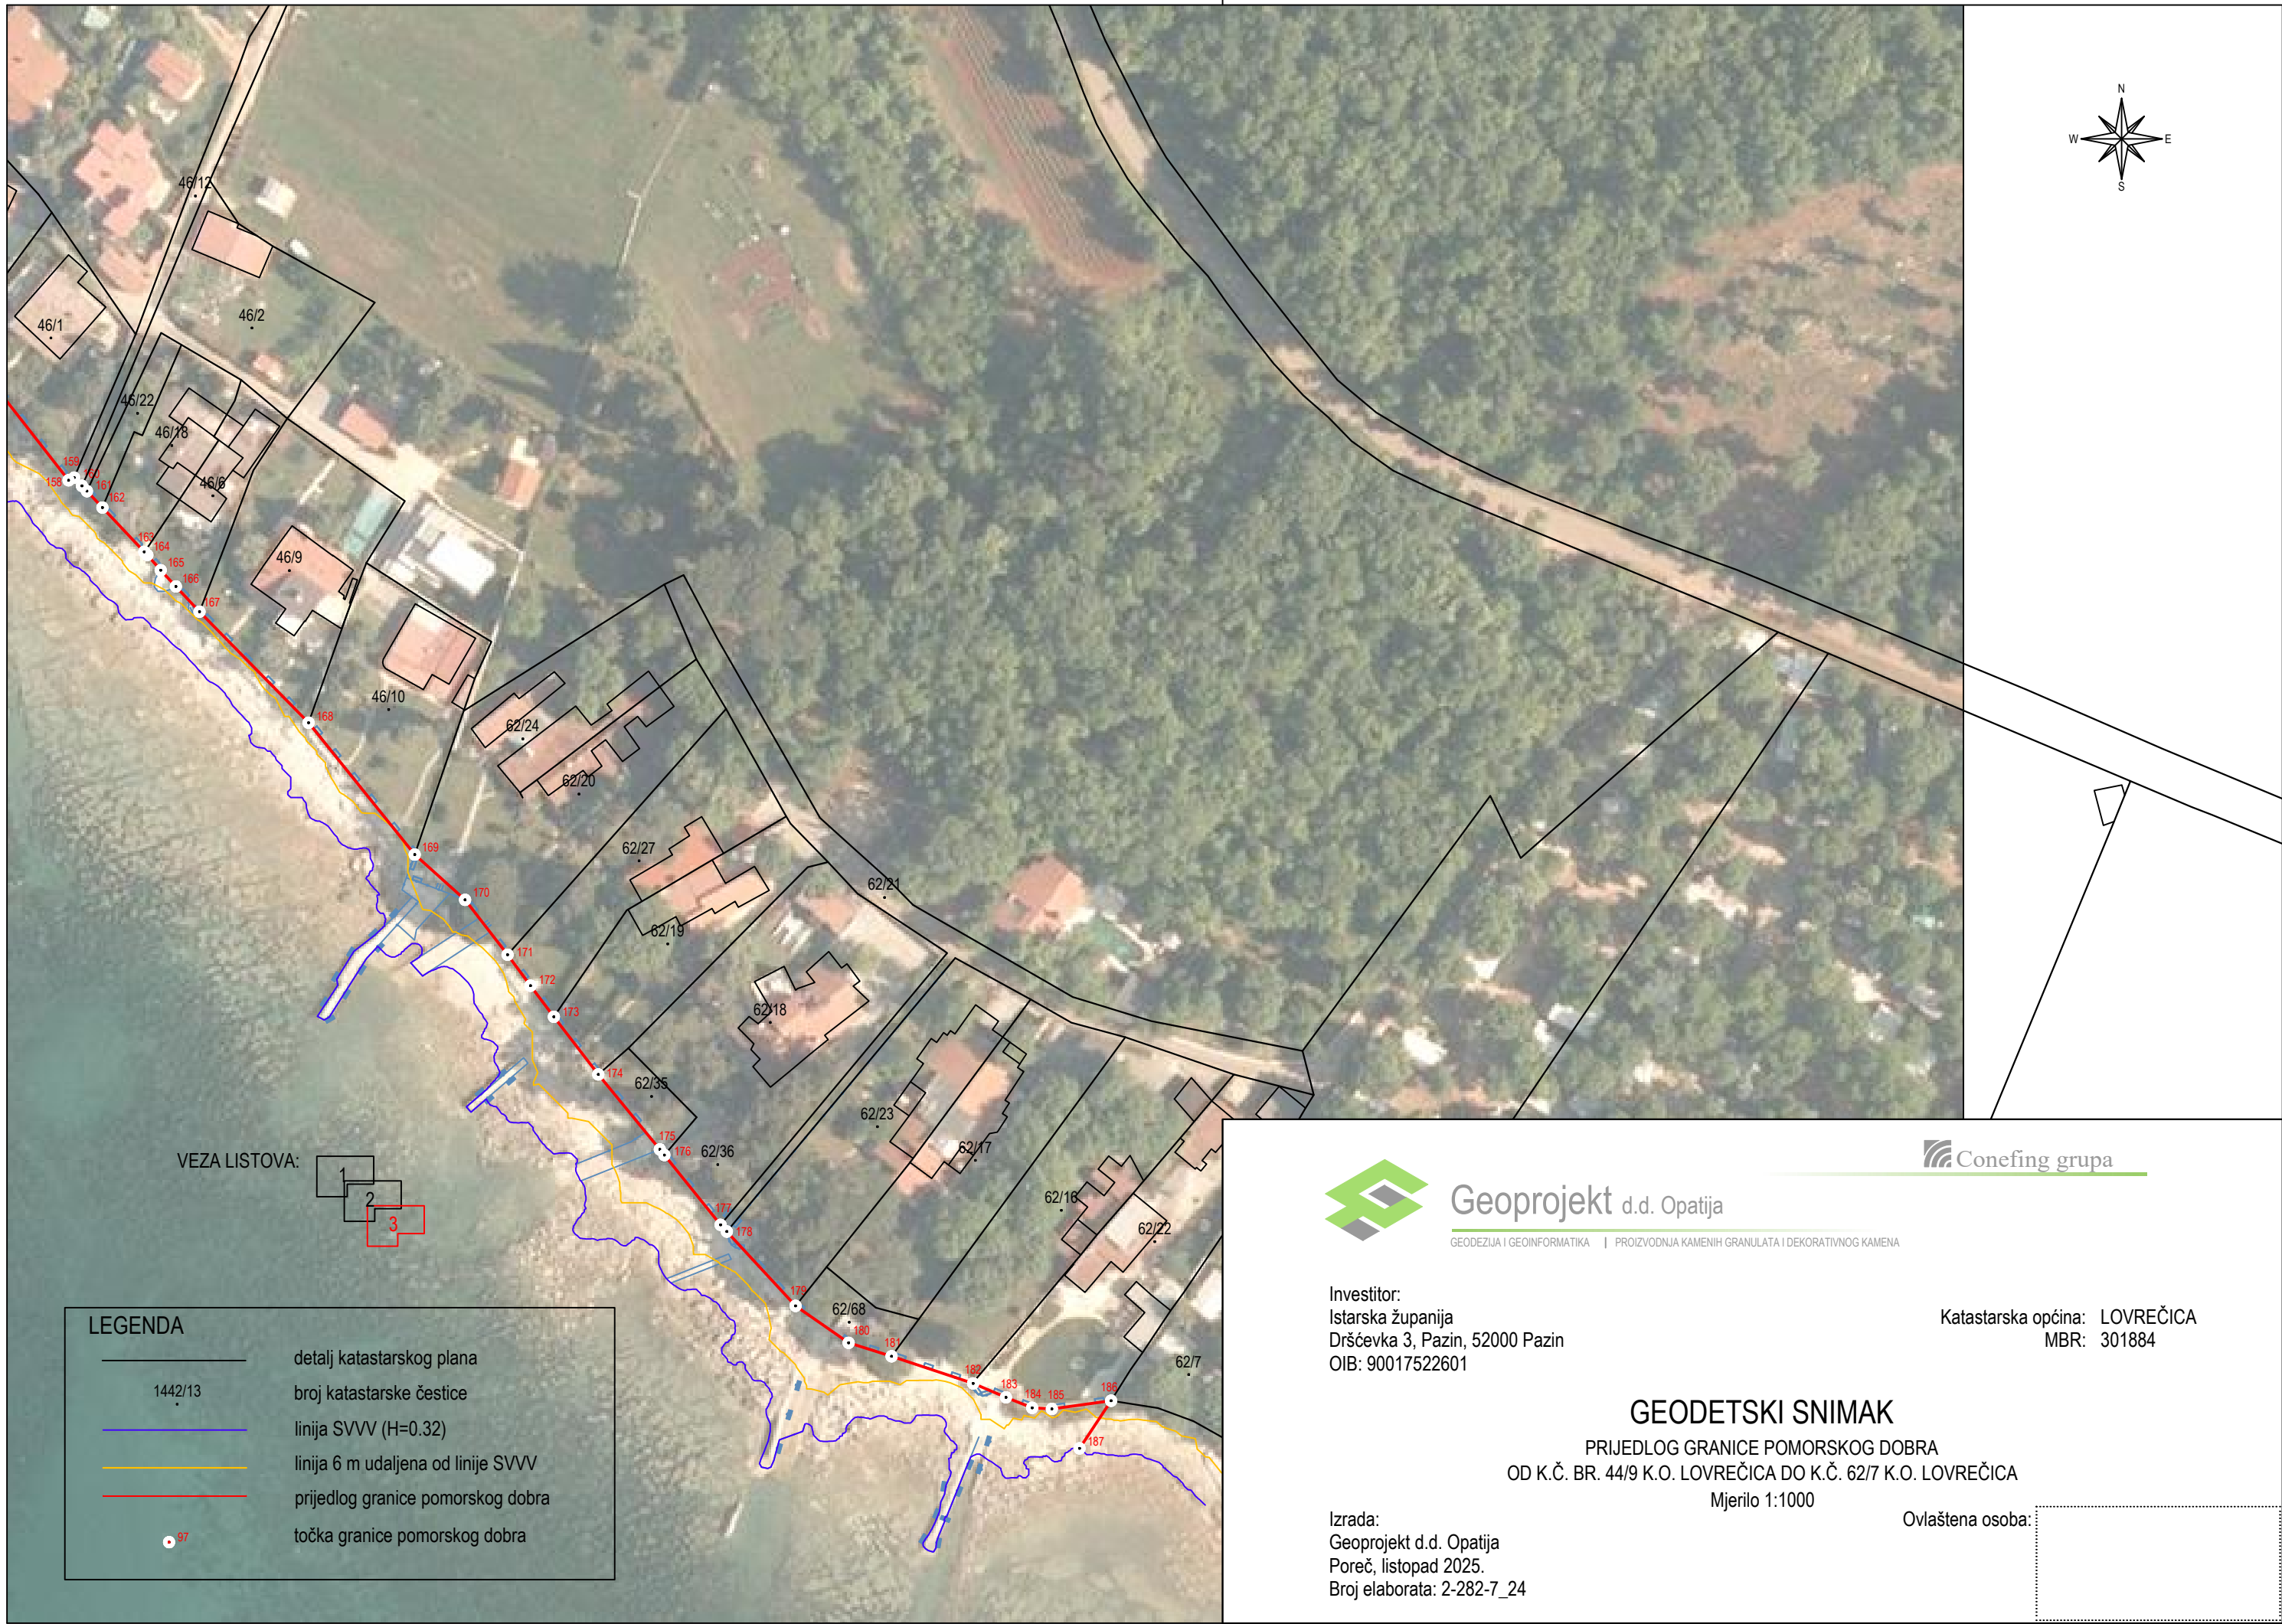 N
W E
S
46/12
46/2
46/1
46/22
46/18
46/6
159
158
160
161
162
163
164
165
166
167
46/9
46/10
168
62/24
62/20
169
170
62/27
62/21
62/19
171
172
173
62/18
174
62/35
62/23
62/17
175
176
62/36
62/16
62/22
177
178
179
62/68
180
181
62/7
182
183
184
185
186
187
VEZA LISTOVA:
1
2
3
LEGENDA
detalj katastarskog plana
1442/13 broj katastarske čestice
linija SVVV (H=0.32)
linija 6 m udaljena od linije SVVV
prijedlog granice pomorskog dobra
97 točka granice pomorskog dobra
Conefing grupa
Geoprojekt d.d. Opatija
GEODEZIJA I GEOINFORMATIKA | PROIZVODNJA KAMENIH GRANULATA I DEKORATIVNOG KAMENA
Investitor:
Istarska županija
Dršćevka 3, Pazin, 52000 Pazin
OIB: 90017522601
Katastarska općina: LOVREČICA
MBR: 301884
GEODETSKI SNIMAK
PRIJEDLOG GRANICE POMORSKOG DOBRA
OD K.Č. BR. 44/9 K.O. LOVREČICA DO K.Č. 62/7 K.O. LOVREČICA
Mjerilo 1:1000
Izrada:
Geoprojekt d.d. Opatija
Poreč, listopad 2025.
Broj elaborata: 2-282-7_24
Ovlaštena osoba: